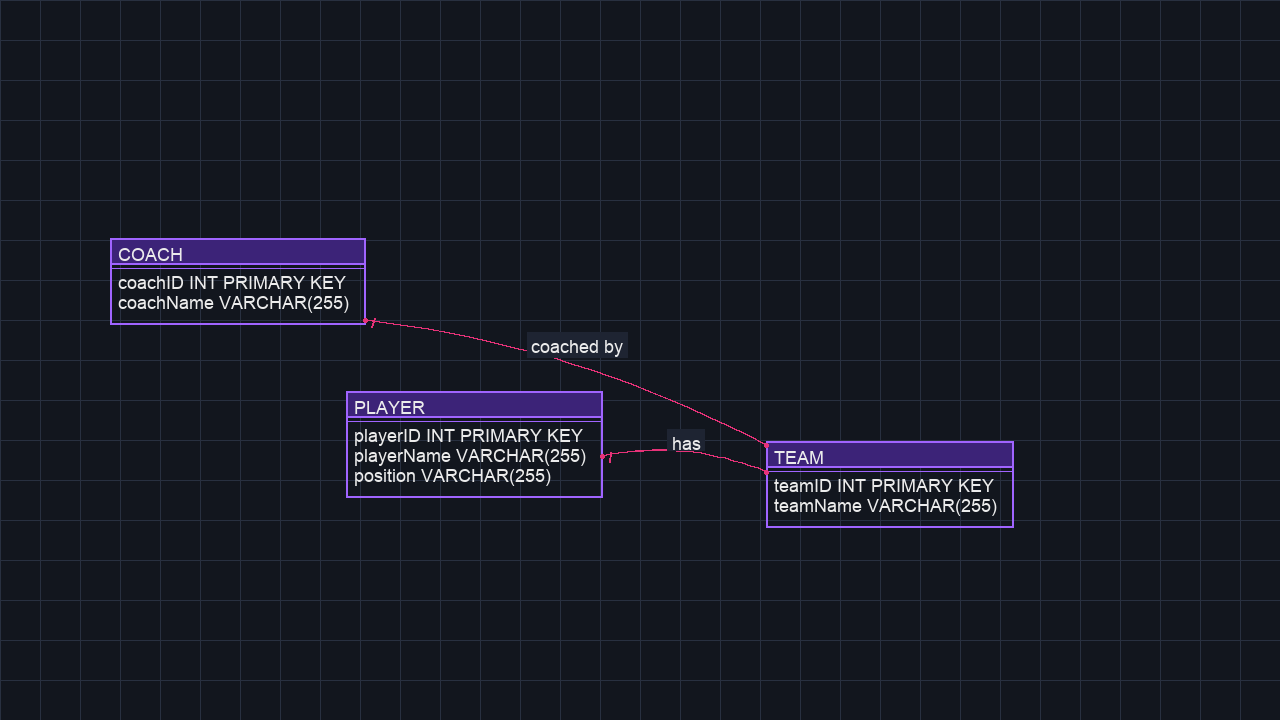 COACH
coachID INT PRIMARY KEY
coachName VARCHAR(255)
coached by
PLAYER
playerID INT PRIMARY KEY
playerName VARCHAR(255)
position VARCHAR(255)
has
TEAM
teamID INT PRIMARY KEY
teamName VARCHAR(255)